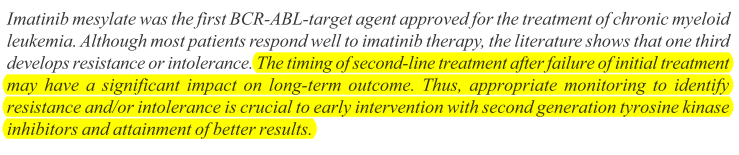 Imatinib mesylate was the first BCR-ABL-target agent approved for the treatment of chronic myeloid
leukemia. Although most patients respond well to imatinib therapy, the literature shows that one third
develops resistance or intolerance. The timing of second-line treatment after failure of initial treatment
may have a significant impact on long-term outcome. Thus, appropriate monitoring to identify
resistance and/or intolerance is crucial to early intervention with second generation tyrosine kinase
inhibitors and attainment of better results.